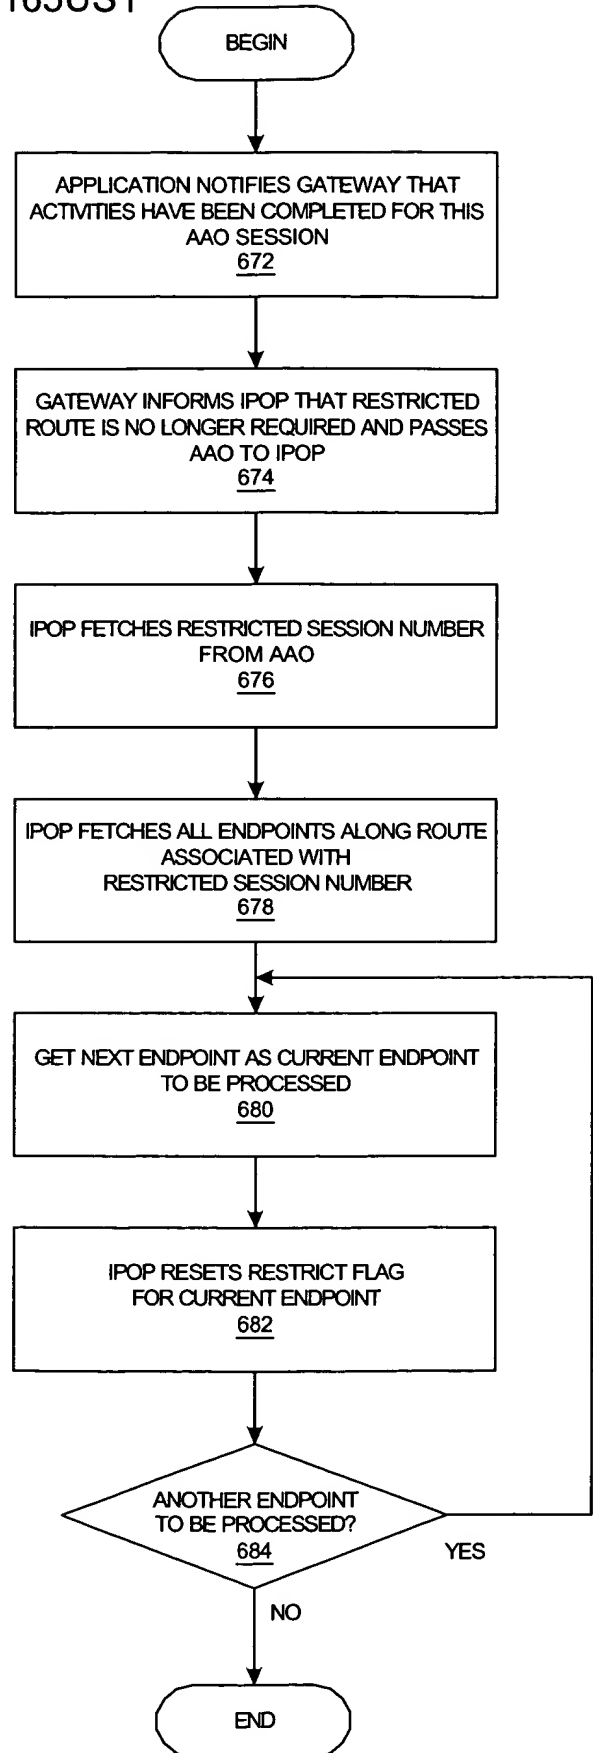 165US1
BEGIN
APPLICATION NOTIFIES GATEWAY THAT
ACTIVITIES HAVE BEEN COMPLETED FOR THIS
AAO SESSION
672
GATEWAY INFORMS IPOP THAT RESTRICTED
ROUTE IS NO LONGER REQUIRED AND PASSES
AAO TO IPOP
674
IPOP FETCHES RESTRICTED SESSION NUMBER
FROM AAO
676
IPOP FETCHES ALL ENDPOINTS ALONG ROUTE
ASSOCIATED WITH
RESTRICTED SESSION NUMBER
678
GET NEXT ENDPOINT AS CURRENT ENDPOINT
TO BE PROCESSED
680
IPOP RESETS RESTRICT FLAG
FOR CURRENT ENDPOINT
682
ANOTHER ENDPOINT
TO BE PROCESSED?
684
YES
NO
END